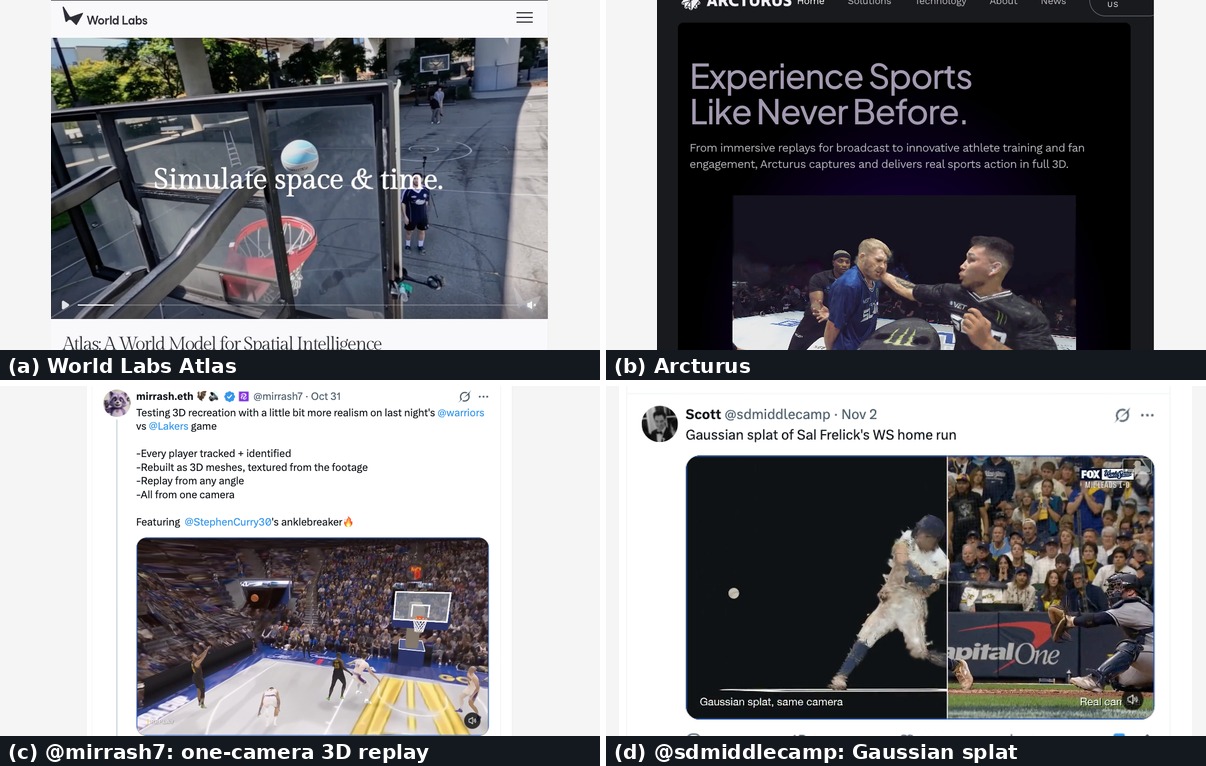 World Labs
Simulate space & time.
Atlas: A World Model for Spatial Intelligence
(a) World Labs Atlas
ARCTURUS Home Solutions Technology About News us
Experience Sports
Like Never Before.
From immersive replays for broadcast to innovative athlete training and fan
engagement, Arcturus captures and delivers real sports action in full 3D.
(b) Arcturus
mirrash.eth @mirrash7 · Oct 31
Testing 3D recreation with a little bit more realism on last night's @warriors
vs @Lakers game
-Every player tracked + identified
-Rebuilt as 3D meshes, textured from the footage
-Replay from any angle
-All from one camera
Featuring @StephenCurry30's anklebreaker🔥
(c) @mirrash7: one-camera 3D replay
Scott @sdmiddlecamp · Nov 2
Gaussian splat of Sal Frelick's WS home run
FOX
capitalOne
Gaussian splat, same camera
Real cam
(d) @sdmiddlecamp: Gaussian splat